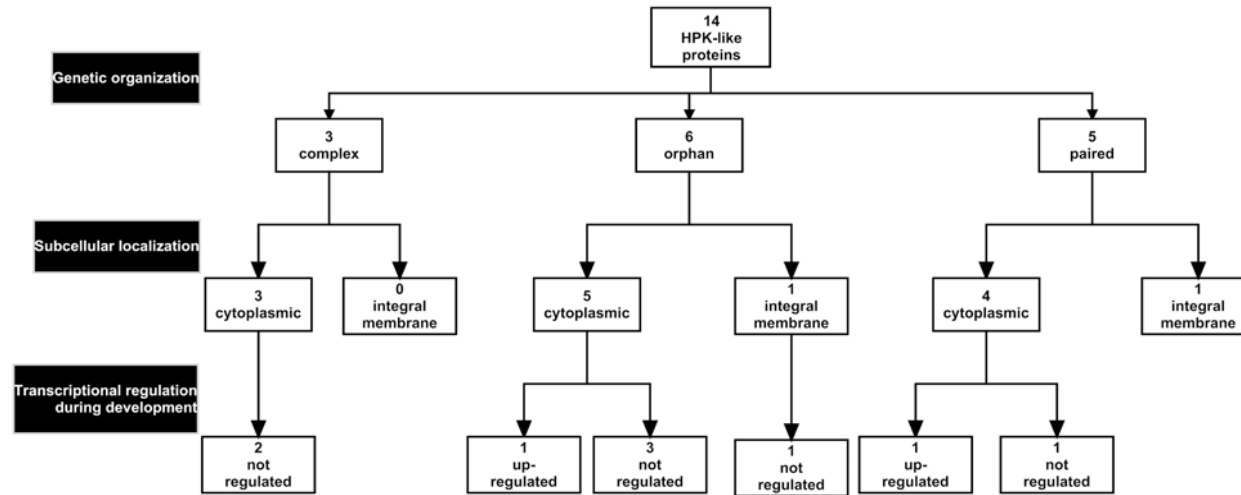 14
HPK-like
proteins
Genetic organization
3
complex
6
orphan
5
paired
Subcellular localization
3
cytoplasmic
0
integral
membrane
5
cytoplasmic
1
integral
membrane
4
cytoplasmic
1
integral
membrane
Transcriptional regulation
during development
2
not
regulated
1
up-
regulated
3
not
regulated
1
not
regulated
1
up-
regulated
1
not
regulated